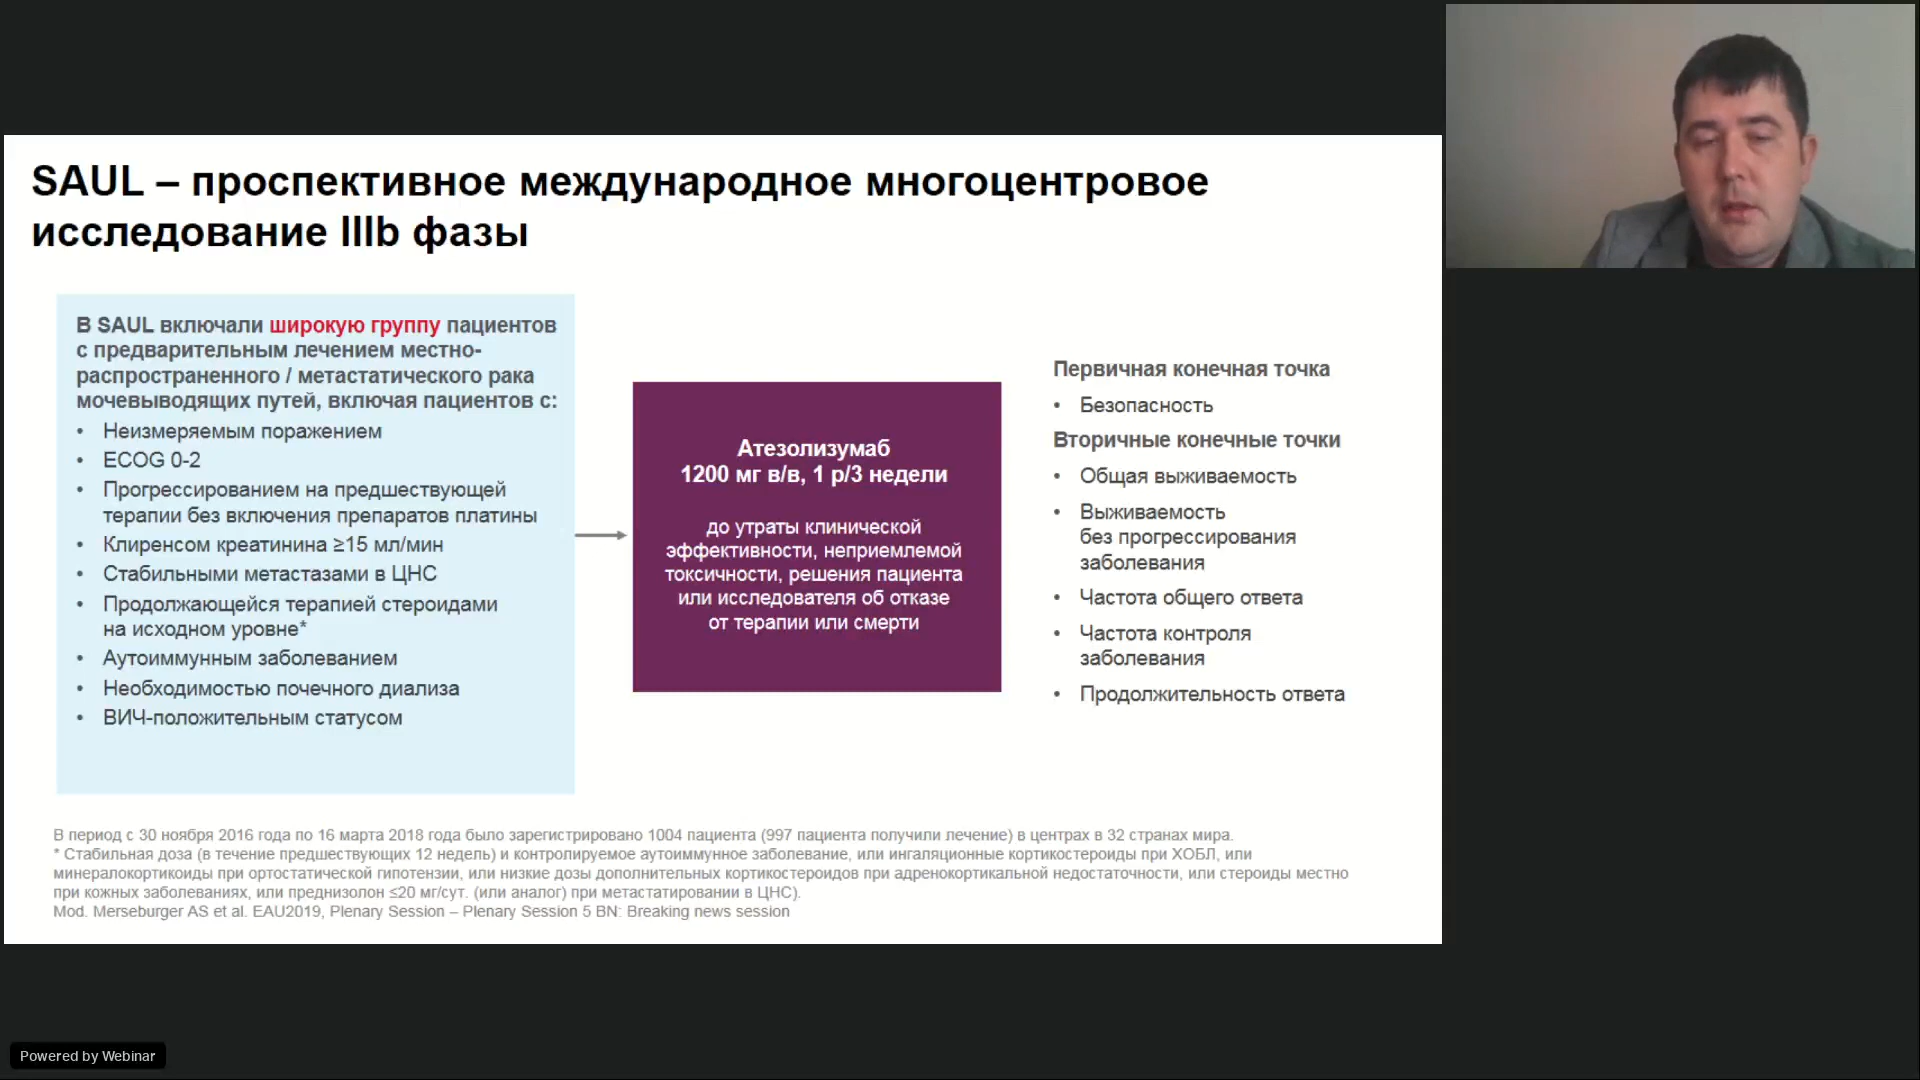 SAUL – проспективное международное многоцентровое
исследование IIIb фазы
В SAUL включали широкую группу пациентов
с предварительным лечением местно-
распространенного / метастатического рака
мочевыводящих путей, включая пациентов с:
• Неизмеряемым поражением
• ECOG 0-2
• Прогрессированием на предшествующей
терапии без включения препаратов платины
• Клиренсом креатинина ≥15 мл/мин
• Стабильными метастазами в ЦНС
• Продолжающейся терапией стероидами
на исходном уровне*
• Аутоиммунным заболеванием
• Необходимостью почечного диализа
• ВИЧ-положительным статусом
Атезолизумаб
1200 мг в/в, 1 р/3 недели
до утраты клинической
эффективности, неприемлемой
токсичности, решения пациента
или исследователя об отказе
от терапии или смерти
Первичная конечная точка
• Безопасность
Вторичные конечные точки
• Общая выживаемость
• Выживаемость
без прогрессирования
заболевания
• Частота общего ответа
• Частота контроля
заболевания
• Продолжительность ответа
В период с 30 ноября 2016 года по 16 марта 2018 года было зарегистрировано 1004 пациента (997 пациента получили лечение) в центрах в 32 странах мира.
* Стабильная доза (в течение предшествующих 12 недель) и контролируемое аутоиммунное заболевание, или ингаляционные кортикостероиды при ХОБЛ, или
минералокортикоиды при ортостатической гипотензии, или низкие дозы дополнительных кортикостероидов при адренокортикальной недостаточности, или стероиды местно
при кожных заболеваниях, или преднизолон ≤20 мг/сут. (или аналог) при метастатировании в ЦНС).
Mod. Merseburger AS et al. EAU2019, Plenary Session – Plenary Session 5 BN: Breaking news session
Powered by Webinar